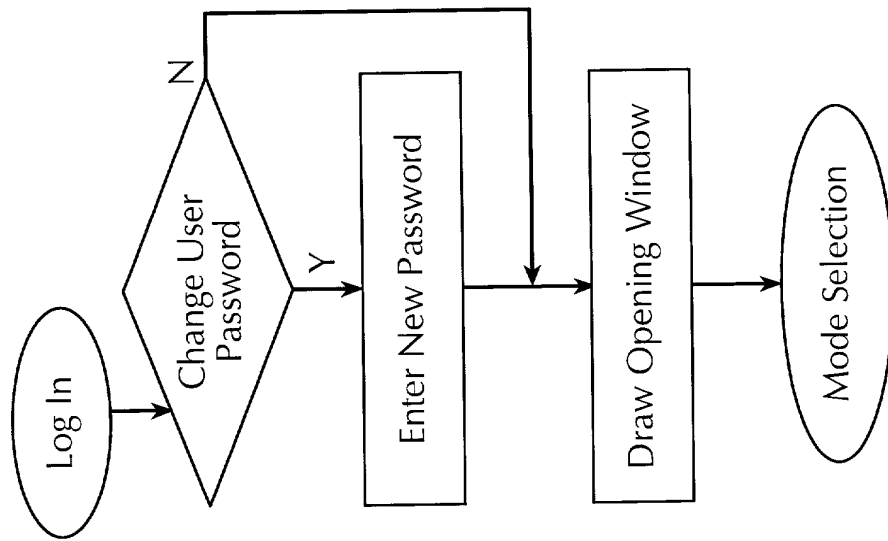 Log In
Change User
Password
N
Y
Enter New Password
Draw Opening Window
Mode Selection